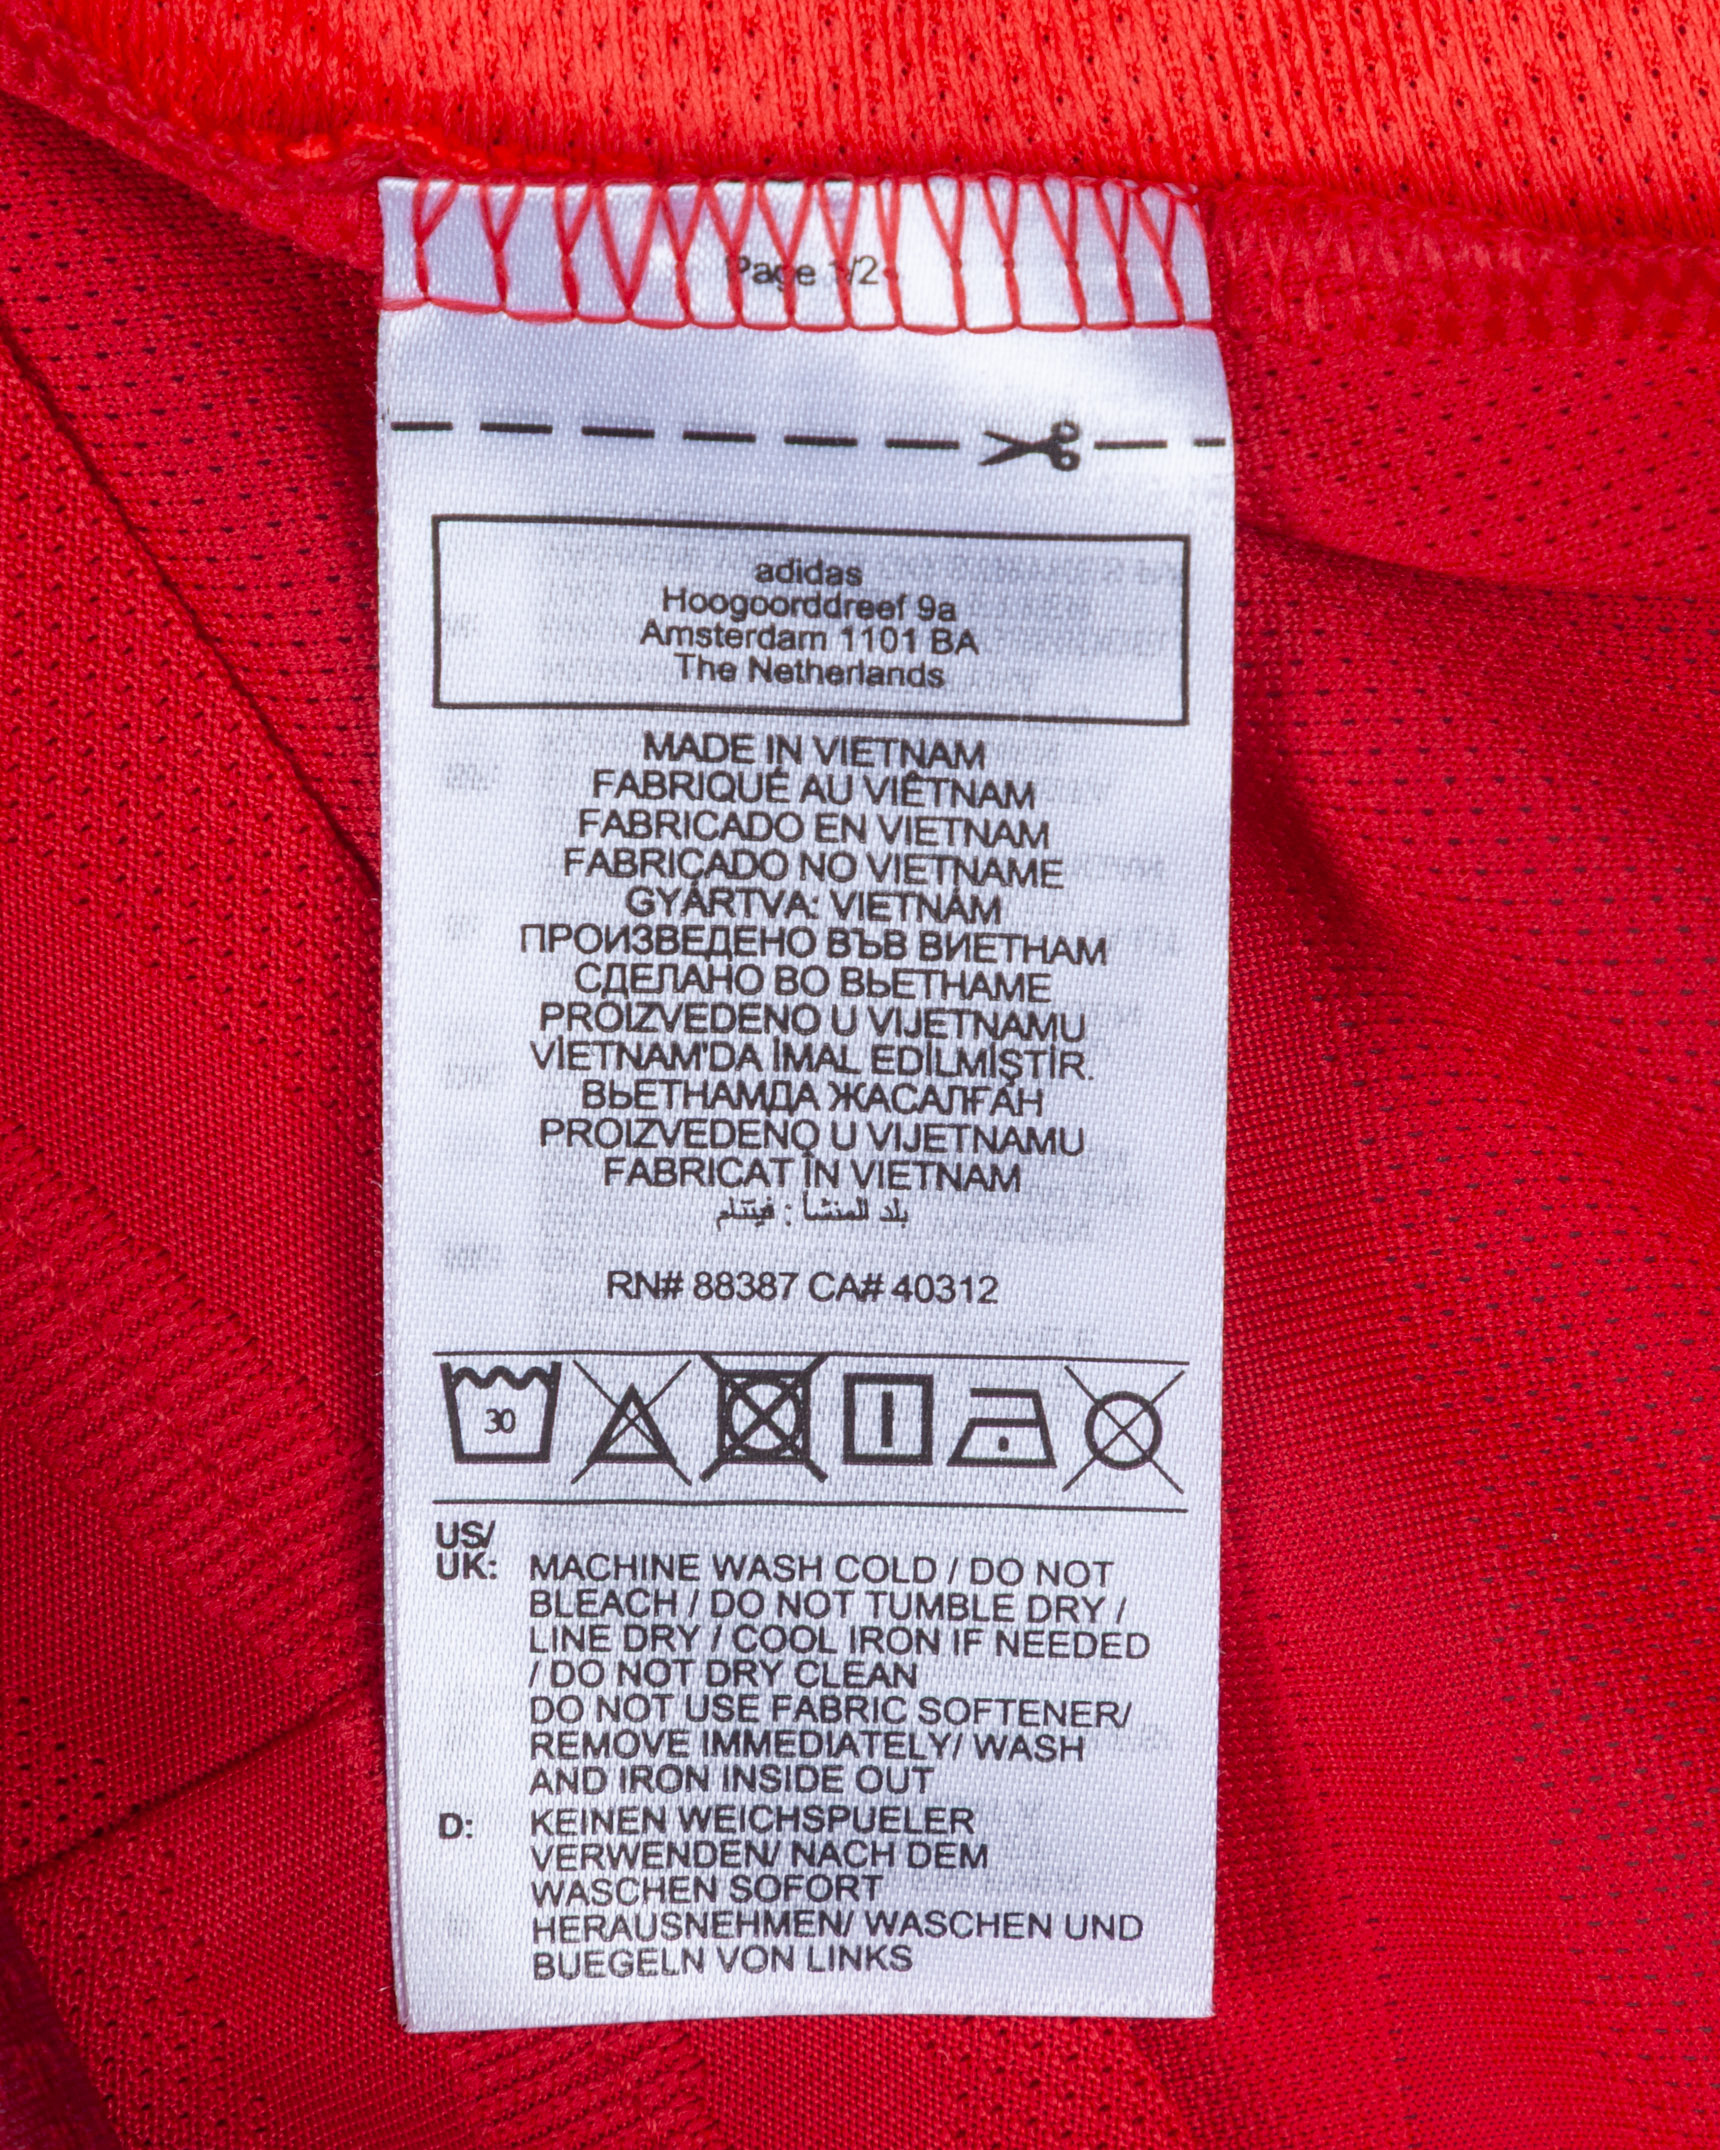 Page 1/2
adidas
Hoogoorddreef 9a
Amsterdam 1101 BA
The Netherlands
MADE IN VIETNAM
FABRIQUÉ AU VIÊTNAM
FABRICADO EN VIETNAM
FABRICADO NO VIETNAME
GYÁRTVA: VIETNÁM
ПРОИЗВЕДЕНО ВЪВ ВИЕТНАМ
СДЕЛАНО ВО ВЬЕТНАМЕ
PROIZVEDENO U VIJETNAMU
VİETNAM'DA İMAL EDİLMİŞTİR.
ВЬЕТНАМДА ЖАСАЛҒАН
PROIZVEDENO U VIJETNAMU
FABRICAT ÎN VIETNAM
بلد المنشأ : فيتنام
RN# 88387 CA# 40312
30
US/
UK: MACHINE WASH COLD / DO NOT
BLEACH / DO NOT TUMBLE DRY /
LINE DRY / COOL IRON IF NEEDED
/ DO NOT DRY CLEAN
DO NOT USE FABRIC SOFTENER/
REMOVE IMMEDIATELY/ WASH
AND IRON INSIDE OUT
D: KEINEN WEICHSPUELER
VERWENDEN/ NACH DEM
WASCHEN SOFORT
HERAUSNEHMEN/ WASCHEN UND
BUEGELN VON LINKS